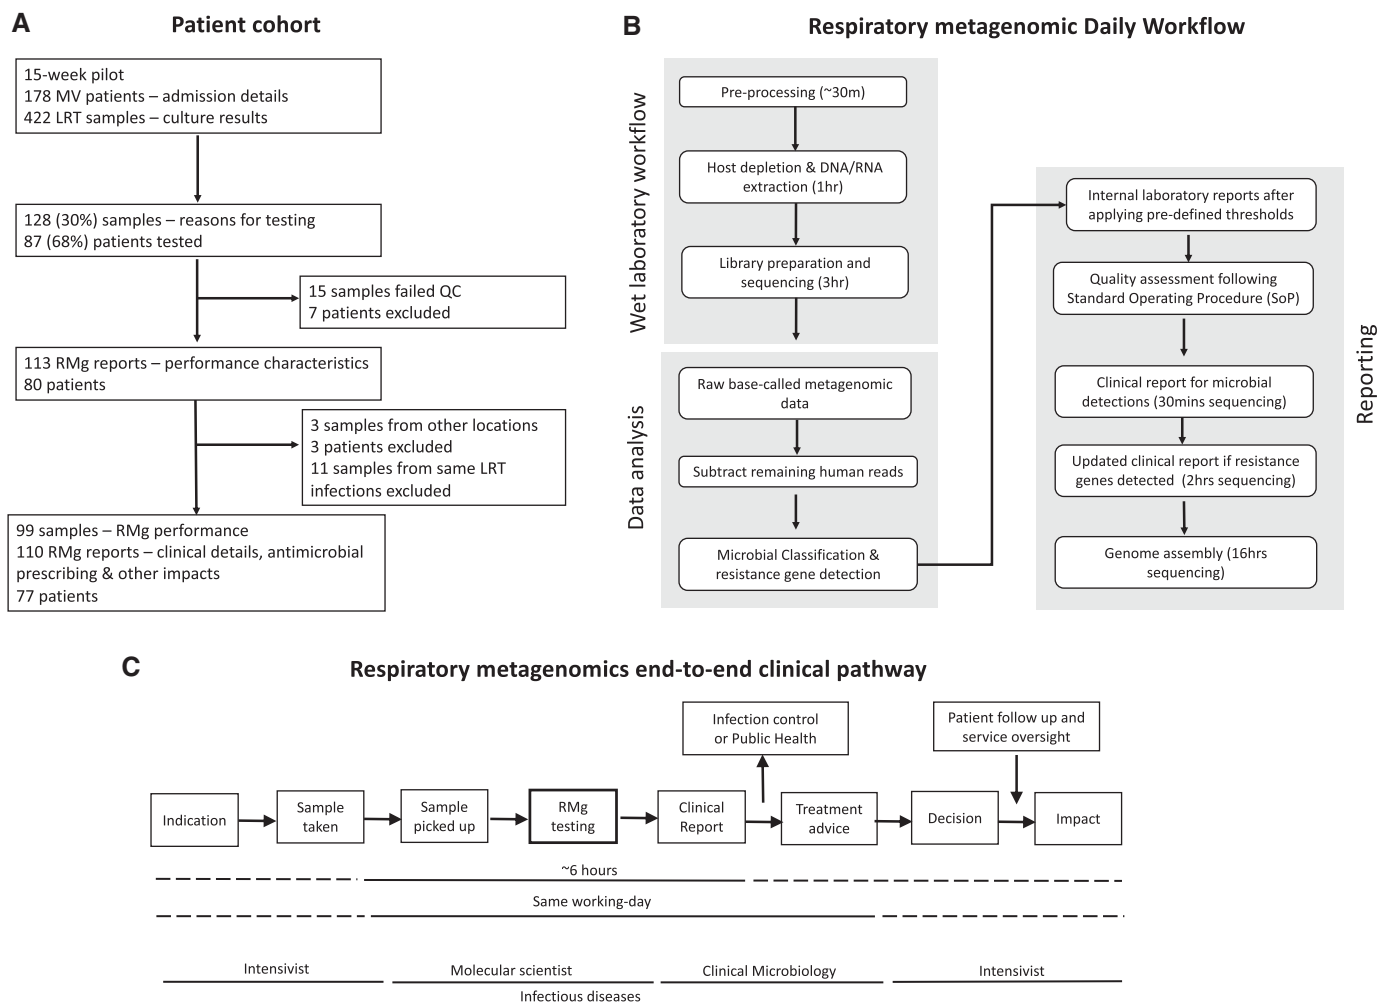 A
Patient cohort
15-week pilot
178 MV patients – admission details
422 LRT samples – culture results
128 (30%) samples – reasons for testing
87 (68%) patients tested
15 samples failed QC
7 patients excluded
113 RMg reports – performance characteristics
80 patients
3 samples from other locations
3 patients excluded
11 samples from same LRT
infections excluded
99 samples – RMg performance
110 RMg reports – clinical details, antimicrobial
prescribing & other impacts
77 patients
B
Respiratory metagenomic Daily Workflow
Wet laboratory workflow
Pre-processing (~30m)
Host depletion & DNA/RNA
extraction (1hr)
Library preparation and
sequencing (3hr)
Data analysis
Raw base-called metagenomic
data
Subtract remaining human reads
Microbial Classification &
resistance gene detection
Reporting
Internal laboratory reports after
applying pre-defined thresholds
Quality assessment following
Standard Operating Procedure (SoP)
Clinical report for microbial
detections (30mins sequencing)
Updated clinical report if resistance
genes detected (2hrs sequencing)
Genome assembly (16hrs
sequencing)
C
Respiratory metagenomics end-to-end clinical pathway
Infection control
or Public Health
Patient follow up and
service oversight
Indication
Sample
taken
Sample
picked up
RMg
testing
Clinical
Report
Treatment
advice
Decision
Impact
~6 hours
Same working-day
Intensivist
Molecular scientist
Clinical Microbiology
Intensivist
Infectious diseases